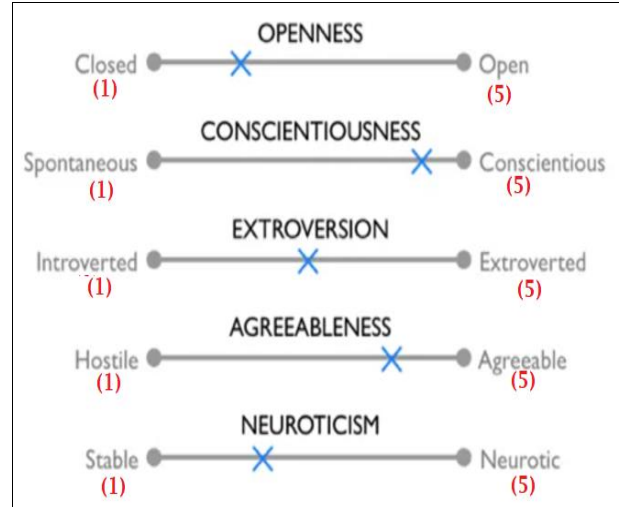 OPENNESS
Closed Open
(1) (5)
CONSCIENTIOUSNESS
Spontaneous Conscientious
(1) (5)
EXTROVERSION
Introverted Extroverted
(1) (5)
AGREEABLENESS
Hostile Agreeable
(1) (5)
NEUROTICISM
Stable Neurotic
(1) (5)